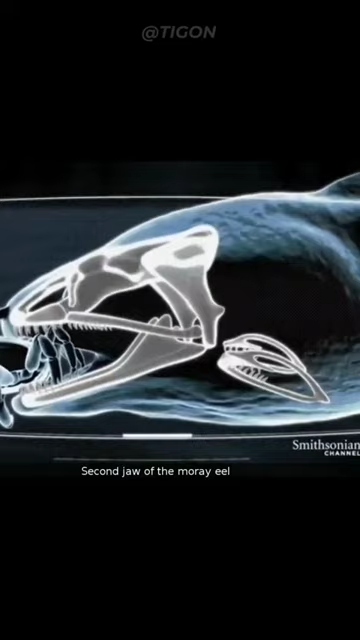 @TIGON
Smithsonian
CHANNEL
Second jaw of the moray eel